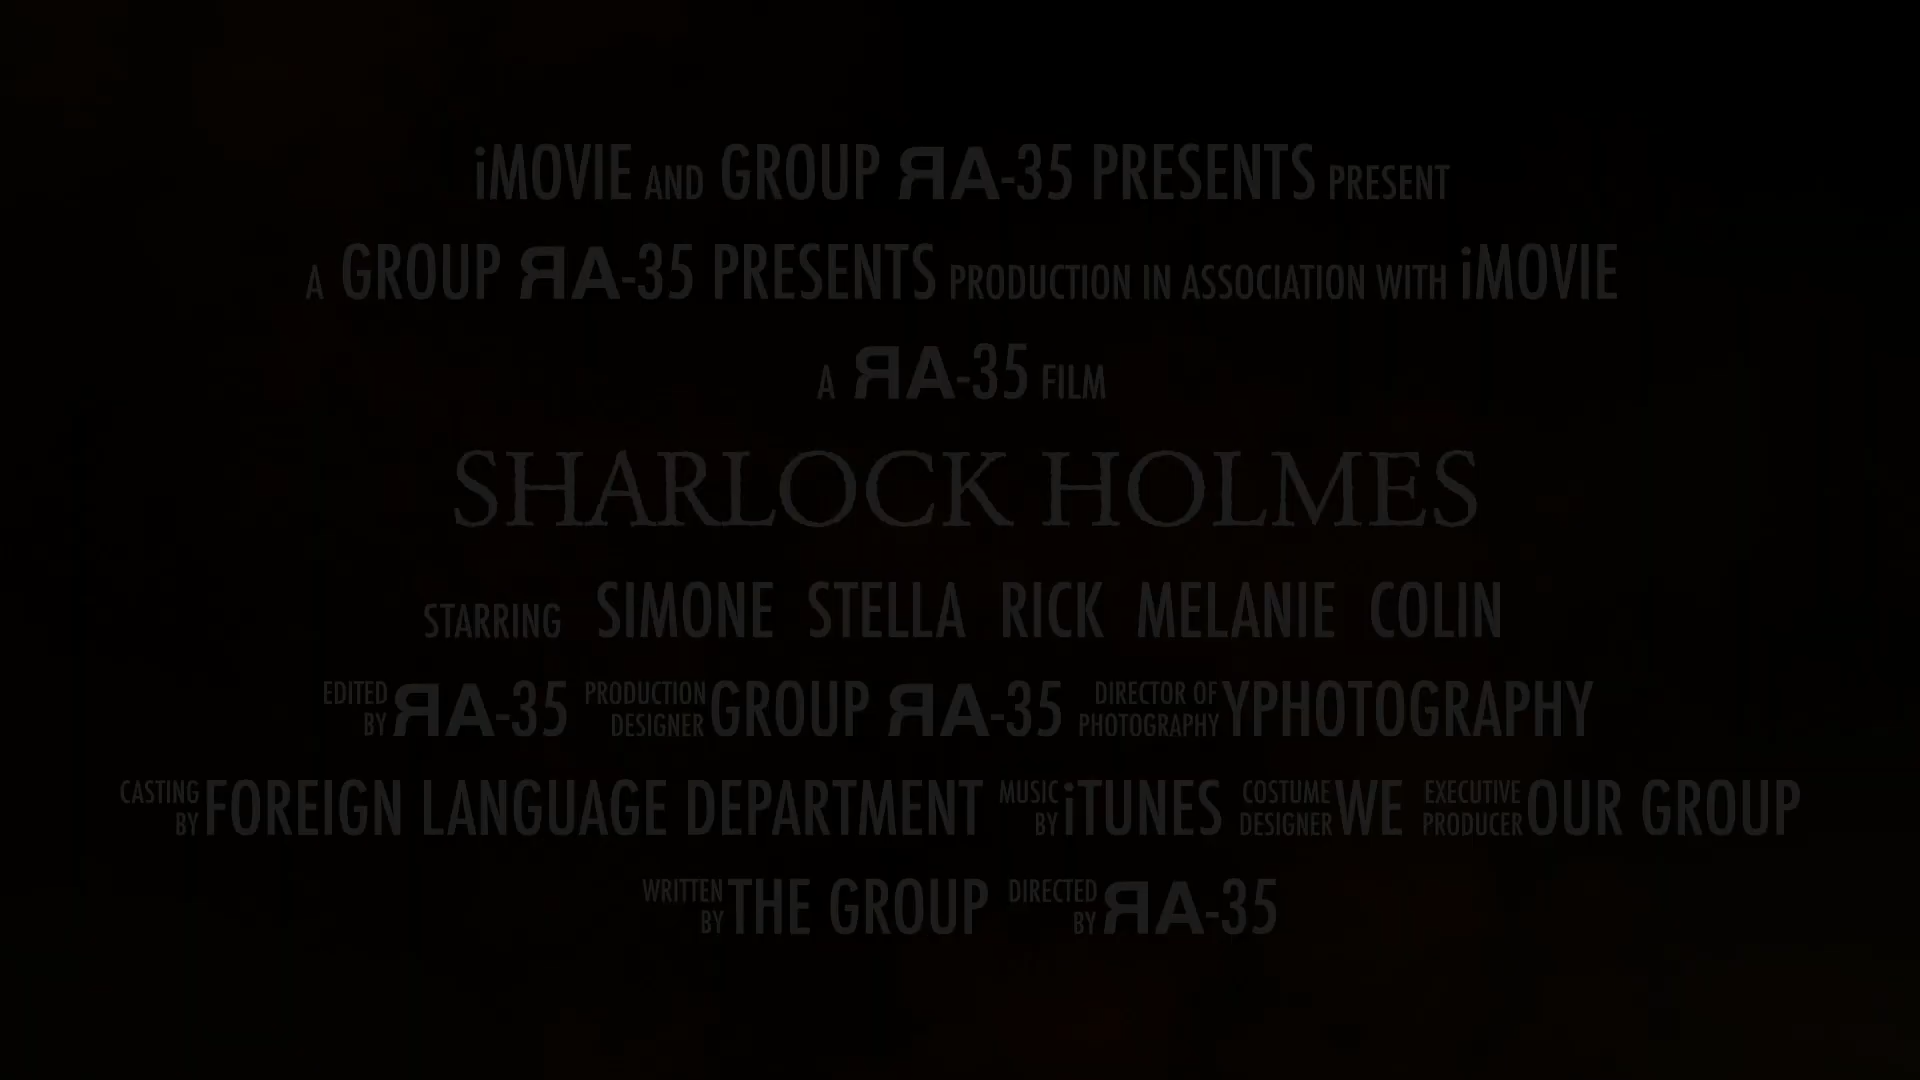 iMOVIE AND GROUP ЯA-35 PRESENTS PRESENT
A GROUP ЯA-35 PRESENTS PRODUCTION IN ASSOCIATION WITH iMOVIE
A ЯA-35 FILM
SHARLOCK HOLMES
STARRING SIMONE STELLA RICK MELANIE COLIN
EDITED BY ЯA-35 PRODUCTION DESIGNER GROUP ЯA-35 DIRECTOR OF PHOTOGRAPHY YPHOTOGRAPHY
CASTING BY FOREIGN LANGUAGE DEPARTMENT MUSIC BY iTUNES COSTUME DESIGNER WE EXECUTIVE PRODUCER OUR GROUP
WRITTEN BY THE GROUP DIRECTED BY ЯA-35